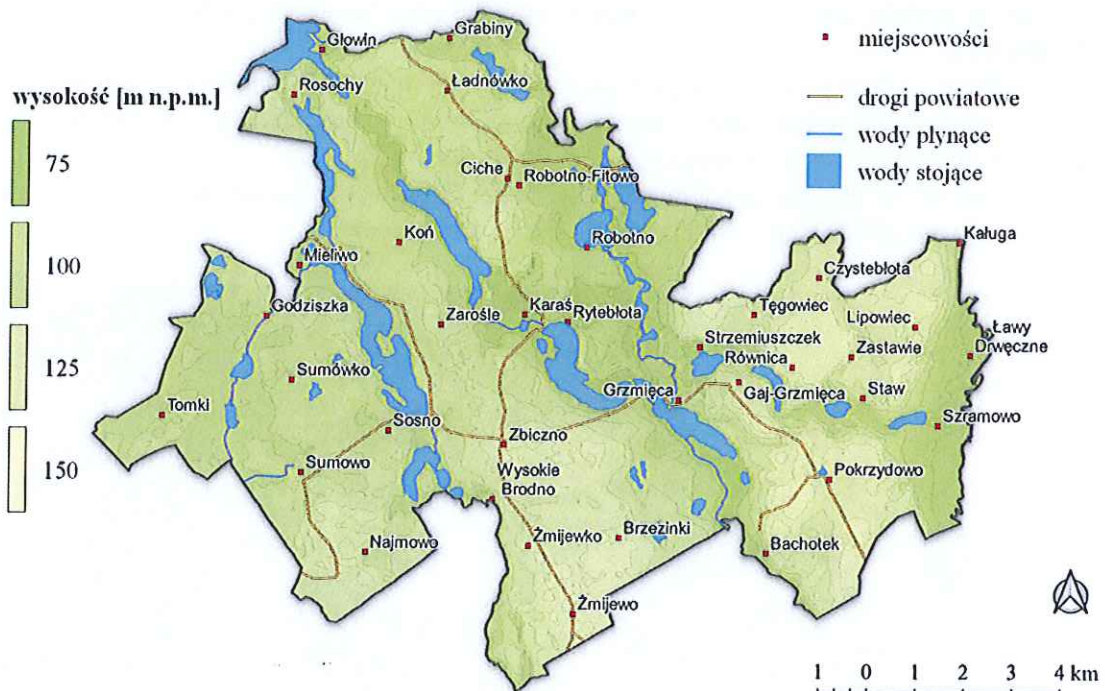 Głowin
Grabiny
miejscowości
Rosochy
Ładnówko
wysokość [m n.p.m.]
drogi powiatowe
wody płynące
75
Ciche
Robotno-Fitowo
wody stojące
Koń
Robotno
Kaługa
100
Mieliwo
Czystebłota
Godziszka
Zarośle
Karaś
Rytebłota
Tęgowiec
Lipowiec
Ławy
Drwęczne
Strzemiuszczek
Zastawie
125
Sumówko
Równica
Grzmięca
Gaj-Grzmięca
Staw
Tomki
Sosno
Zbiczno
Szramowo
150
Sumowo
Wysokie
Brodno
Pokrzydowo
Najmowo
Żmijewko
Brzezinki
Bachotek
Żmijewo
1 0 1 2 3 4 km